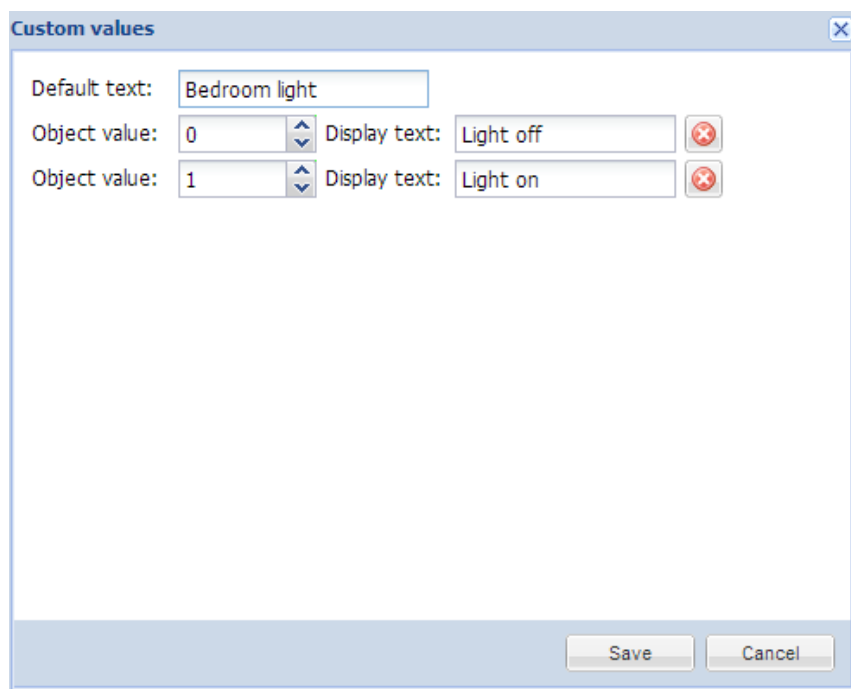 Custom values
Default text: Bedroom light
Object value: 0 Display text: Light off
Object value: 1 Display text: Light on
Save Cancel